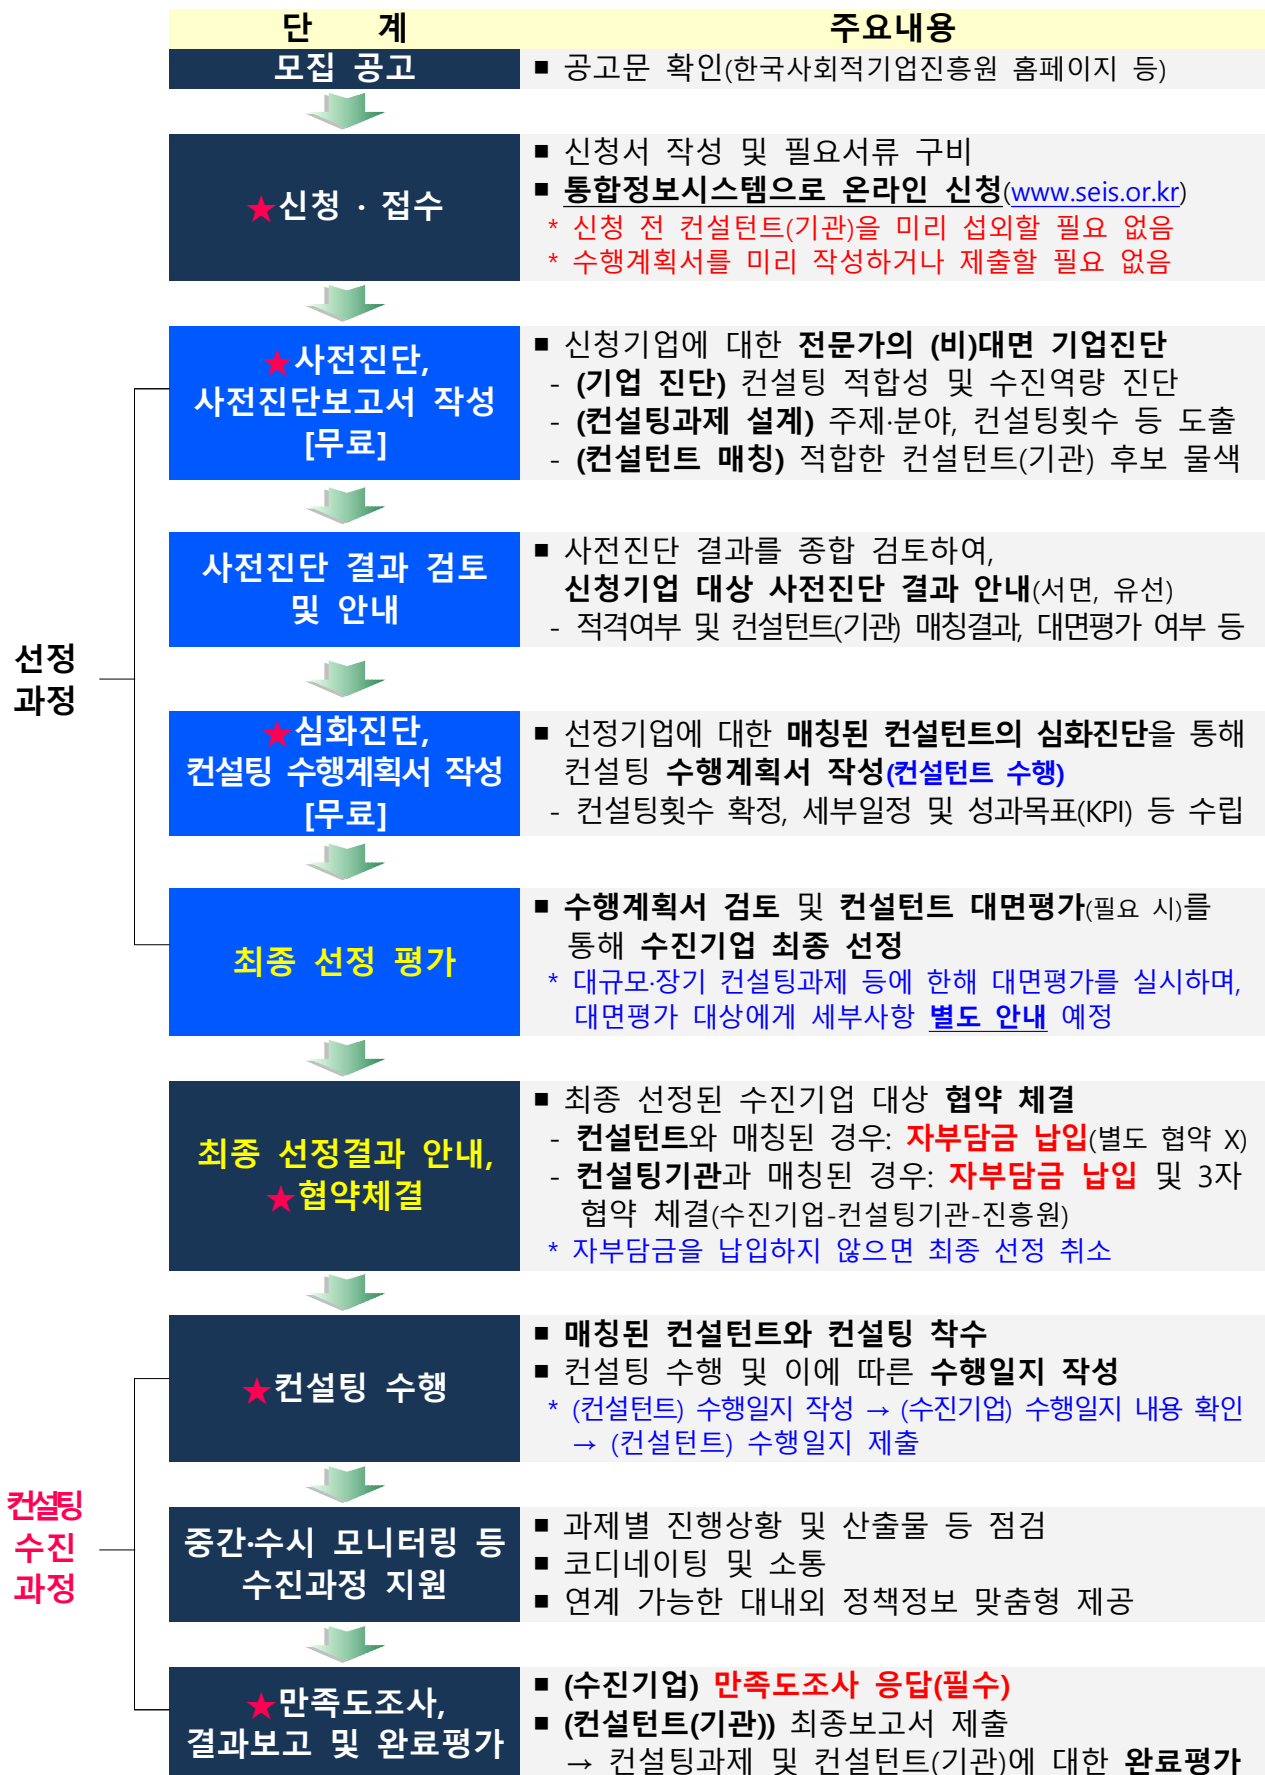 단 계 주요내용
모집 공고
■ 공고문 확인(한국사회적기업진흥원 홈페이지 등)
★신청 · 접수
■ 신청서 작성 및 필요서류 구비
■ 통합정보시스템으로 온라인 신청(www.seis.or.kr)
* 신청 전 컨설턴트(기관)을 미리 섭외할 필요 없음
* 수행계획서를 미리 작성하거나 제출할 필요 없음
선정
과정
★사전진단,
사전진단보고서 작성
[무료]
■ 신청기업에 대한 전문가의 (비)대면 기업진단
- (기업 진단) 컨설팅 적합성 및 수진역량 진단
- (컨설팅과제 설계) 주제·분야, 컨설팅횟수 등 도출
- (컨설턴트 매칭) 적합한 컨설턴트(기관) 후보 물색
사전진단 결과 검토
및 안내
■ 사전진단 결과를 종합 검토하여,
신청기업 대상 사전진단 결과 안내(서면, 유선)
- 적격여부 및 컨설턴트(기관) 매칭결과, 대면평가 여부 등
★심화진단,
컨설팅 수행계획서 작성
[무료]
■ 선정기업에 대한 매칭된 컨설턴트의 심화진단을 통해
컨설팅 수행계획서 작성(컨설턴트 수행)
- 컨설팅횟수 확정, 세부일정 및 성과목표(KPI) 등 수립
최종 선정 평가
■ 수행계획서 검토 및 컨설턴트 대면평가(필요 시)를
통해 수진기업 최종 선정
* 대규모·장기 컨설팅과제 등에 한해 대면평가를 실시하며,
대면평가 대상에게 세부사항 별도 안내 예정
최종 선정결과 안내,
★협약체결
■ 최종 선정된 수진기업 대상 협약 체결
- 컨설턴트와 매칭된 경우: 자부담금 납입(별도 협약 X)
- 컨설팅기관과 매칭된 경우: 자부담금 납입 및 3자
협약 체결(수진기업-컨설팅기관-진흥원)
* 자부담금을 납입하지 않으면 최종 선정 취소
컨설팅
수진
과정
★컨설팅 수행
■ 매칭된 컨설턴트와 컨설팅 착수
■ 컨설팅 수행 및 이에 따른 수행일지 작성
* (컨설턴트) 수행일지 작성 → (수진기업) 수행일지 내용 확인
→ (컨설턴트) 수행일지 제출
중간·수시 모니터링 등
수진과정 지원
■ 과제별 진행상황 및 산출물 등 점검
■ 코디네이팅 및 소통
■ 연계 가능한 대내외 정책정보 맞춤형 제공
★만족도조사,
결과보고 및 완료평가
■ (수진기업) 만족도조사 응답(필수)
■ (컨설턴트(기관)) 최종보고서 제출
→ 컨설팅과제 및 컨설턴트(기관)에 대한 완료평가